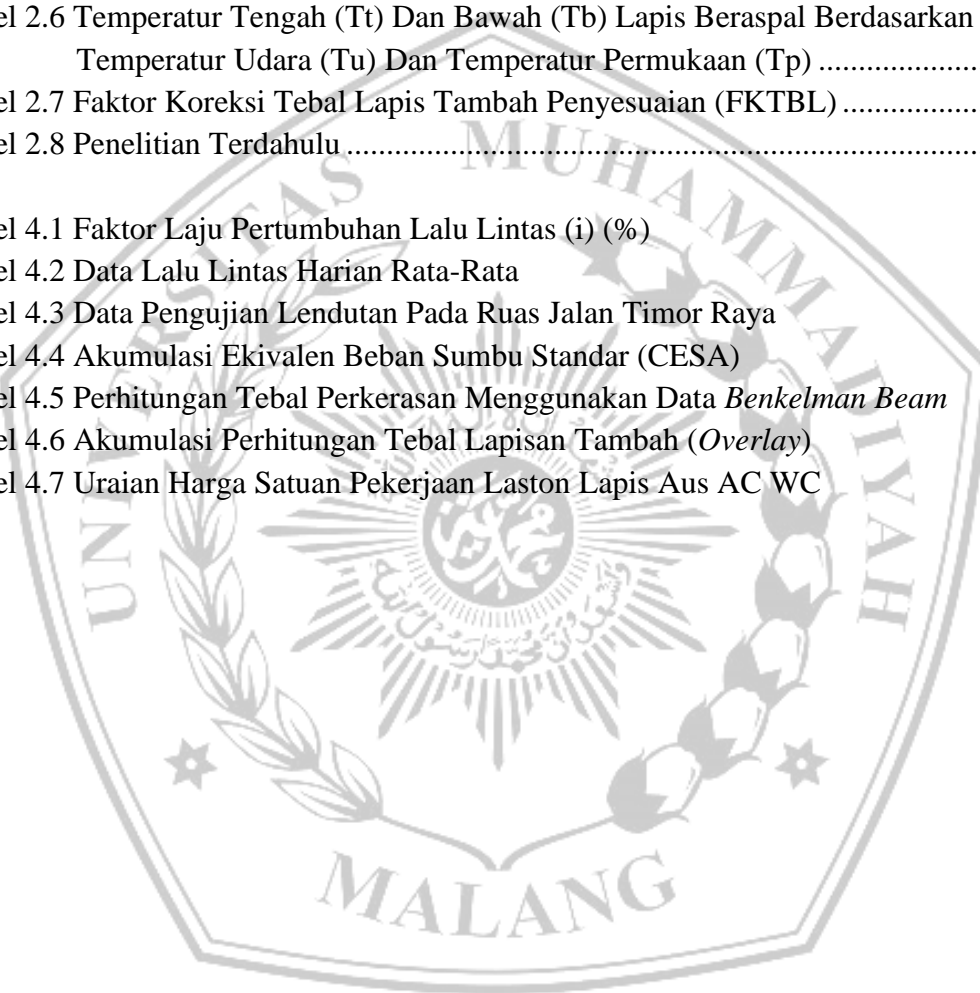 el 2.6 Temperatur Tengah (Tt) Dan Bawah (Tb) Lapis Beraspal Berdasarkan
Temperatur Udara (Tu) Dan Temperatur Permukaan (Tp) ....................
el 2.7 Faktor Koreksi Tebal Lapis Tambah Penyesuaian (FKTBL) .................
el 2.8 Penelitian Terdahulu ...............................................................................
el 4.1 Faktor Laju Pertumbuhan Lalu Lintas (i) (%)
el 4.2 Data Lalu Lintas Harian Rata-Rata
el 4.3 Data Pengujian Lendutan Pada Ruas Jalan Timor Raya
el 4.4 Akumulasi Ekivalen Beban Sumbu Standar (CESA)
el 4.5 Perhitungan Tebal Perkerasan Menggunakan Data Benkelman Beam
el 4.6 Akumulasi Perhitungan Tebal Lapisan Tambah (Overlay)
el 4.7 Uraian Harga Satuan Pekerjaan Laston Lapis Aus AC WC
UNIVERSITAS MUHAMMADIYAH
MALANG